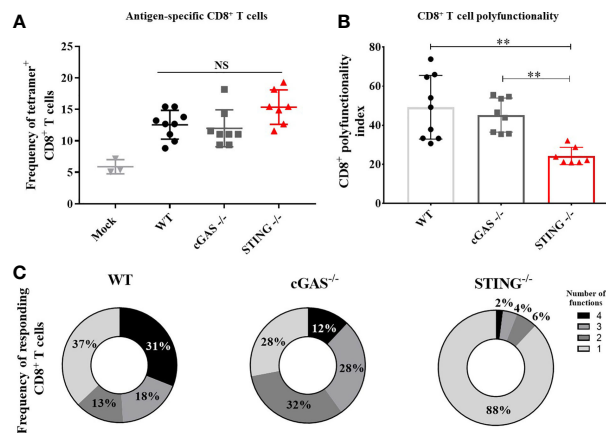 A
Antigen-specific CD8⁺ T cells
Frequency of tetramer⁺
CD8⁺ T cells
25
20
15
10
5
0
NS
Mock
WT
cGAS -/-
STING -/-
B
CD8⁺ T cell polyfunctionality
CD8⁺ polyfunctionality
index
80
60
40
20
0
**
**
WT
cGAS -/-
STING -/-
C
Frequency of responding
CD8⁺ T cells
WT
37%
31%
13%
18%
cGAS⁻/⁻
12%
28%
28%
32%
STING⁻/⁻
2%
4%
6%
88%
Number of
functions
4
3
2
1